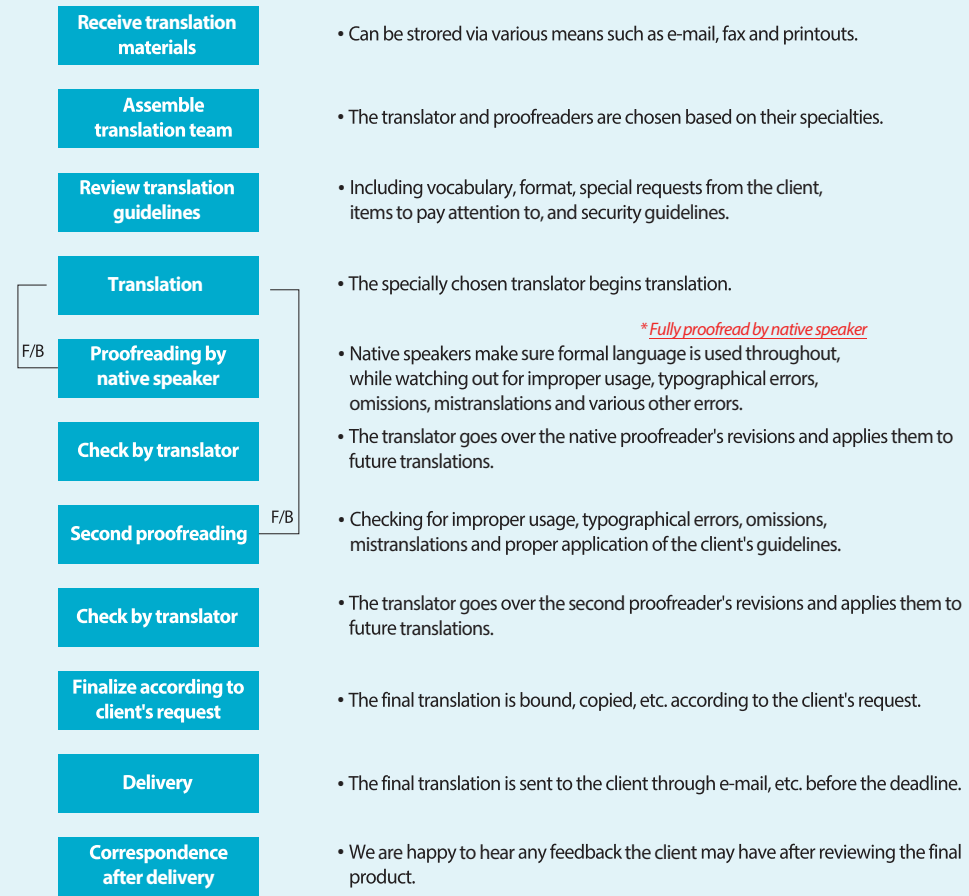 Receive translation
materials
• Can be strored via various means such as e-mail, fax and printouts.
Assemble
translation team
• The translator and proofreaders are chosen based on their specialties.
Review translation
guidelines
• Including vocabulary, format, special requests from the client,
items to pay attention to, and security guidelines.
Translation
• The specially chosen translator begins translation.
* Fully proofread by native speaker
F/B
Proofreading by
native speaker
• Native speakers make sure formal language is used throughout,
while watching out for improper usage, typographical errors,
omissions, mistranslations and various other errors.
Check by translator
• The translator goes over the native proofreader's revisions and applies them to
future translations.
F/B
Second proofreading
• Checking for improper usage, typographical errors, omissions,
mistranslations and proper application of the client's guidelines.
Check by translator
• The translator goes over the second proofreader's revisions and applies them to
future translations.
Finalize according to
client's request
• The final translation is bound, copied, etc. according to the client's request.
Delivery
• The final translation is sent to the client through e-mail, etc. before the deadline.
Correspondence
after delivery
• We are happy to hear any feedback the client may have after reviewing the final
product.